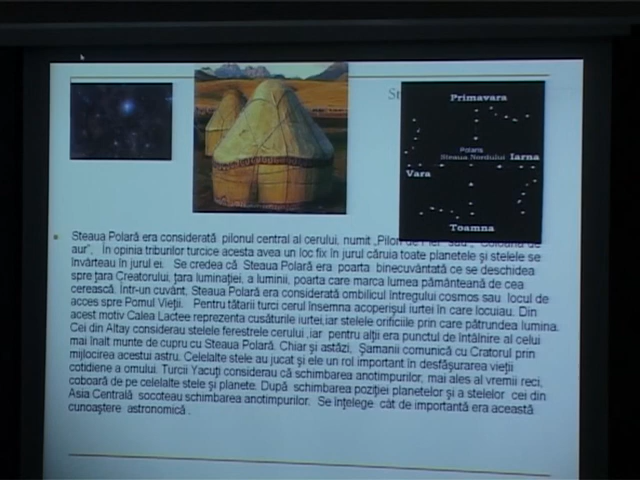 St
Primavara
Polaris
Steaua Nordului
Iarna
Vara
Toamna
Steaua Polară era considerată pilonul central al cerului, numit „Pilon de Fier" sau „Coloana de
aur". În opinia triburilor turcice acesta avea un loc fix în jurul căruia toate planetele şi stelele se
învârteau în jurul ei. Se credea că Steaua Polară era poarta binecuvântată ce se deschidea
spre ţara Creatorului, ţara luminaţiei, a luminii, poarta care marca lumea pământeană de cea
cerească. Într-un cuvânt, Steaua Polară era considerată ombilicul întregului cosmos sau locul de
acces spre Pomul Vieţii. Pentru tătarii turci cerul însemna acoperişul iurtei în care locuiau. Din
acest motiv Calea Lactee reprezenta cusăturile iurtei,iar stelele orificiile prin care pătrundea lumina.
Cei din Altay considerau stelele ferestrele cerului ,iar pentru alţii era punctul de întâlnire al celui
mai înalt munte de cupru cu Steaua Polară. Chiar şi astăzi, Şamanii comunică cu Cratorul prin
mijlocirea acestui astru. Celelalte stele au jucat şi ele un rol important în desfăşurarea vieţii
cotidiene a omului. Turcii Yacuţi considerau că schimbarea anotimpurilor, mai ales al vremii reci,
coboară de pe celelalte stele şi planete. După schimbarea poziţiei planetelor şi a stelelor cei din
Asia Centrală socoteau schimbarea anotimpurilor. Se înţelege cât de importantă era această
cunoaştere astronomică .